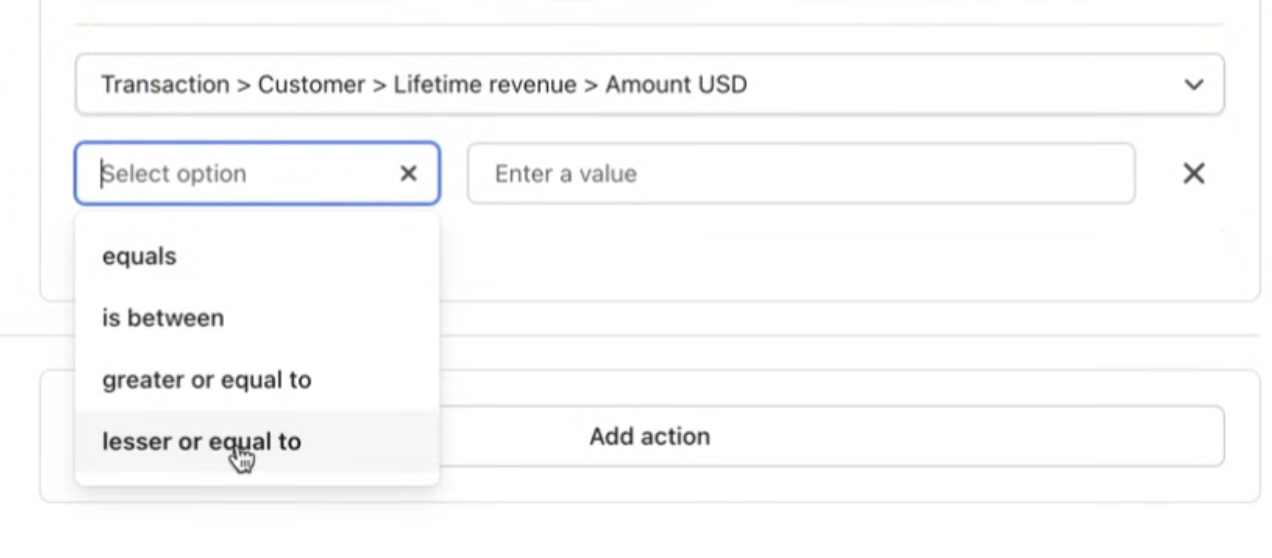 Transaction > Customer > Lifetime revenue > Amount USD
Select option
Enter a value
equals
is between
greater or equal to
lesser or equal to
Add action